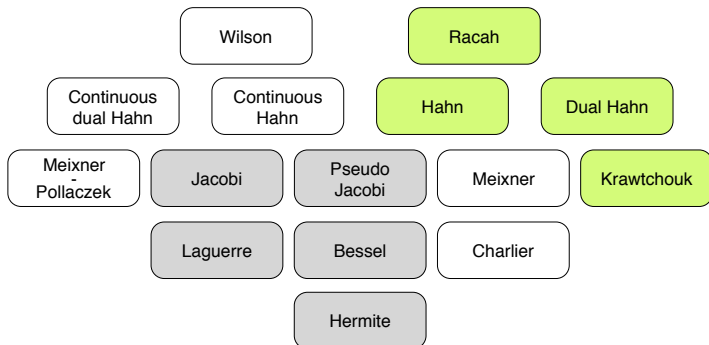 Wilson
Racah
Continuous
dual Hahn
Continuous
Hahn
Hahn
Dual Hahn
Meixner
-
Pollaczek
Jacobi
Pseudo
Jacobi
Meixner
Krawtchouk
Laguerre
Bessel
Charlier
Hermite